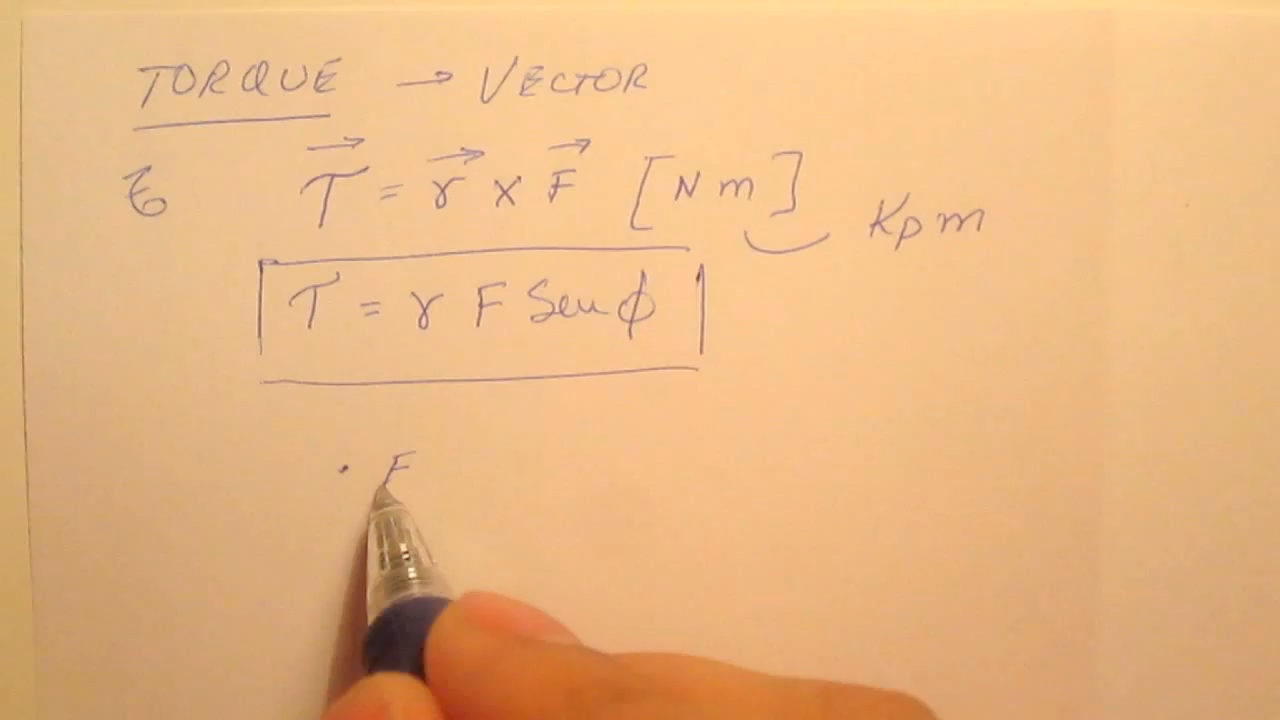 TORQUE → VECTOR
τ⃗ = r⃗ x F⃗ [N m] Kp m
τ = r F Sen ϕ
· F